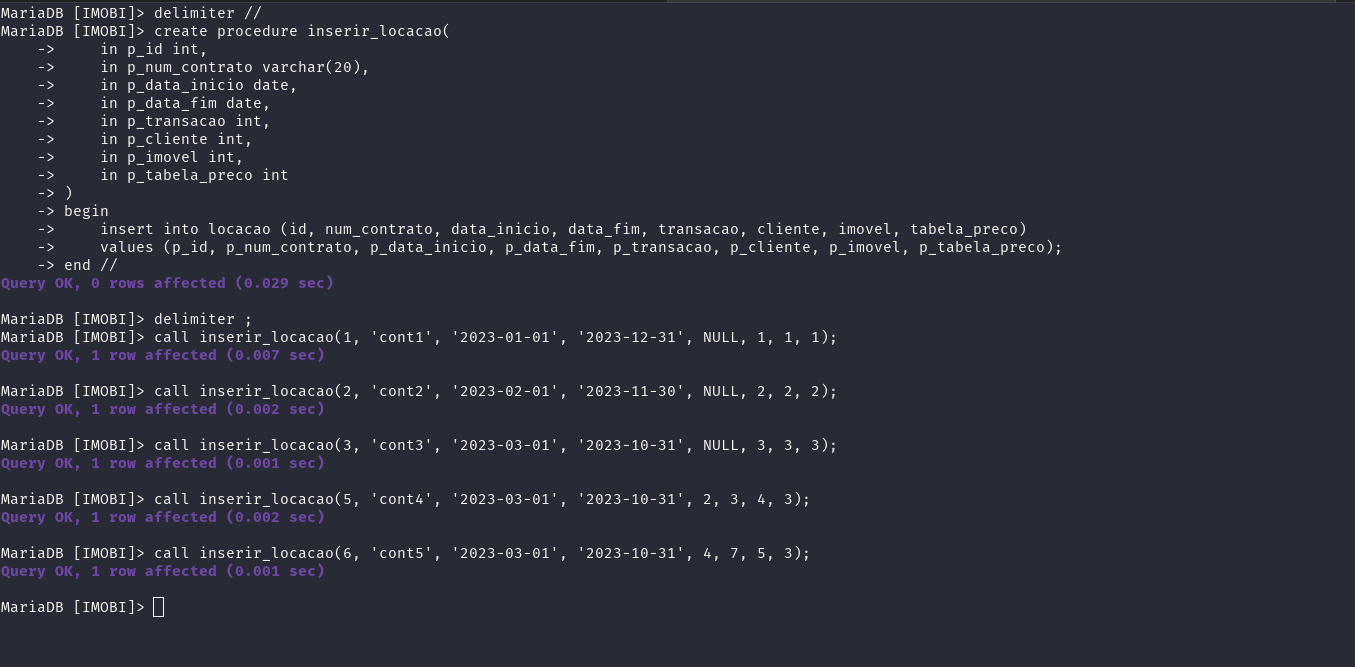 MariaDB [IMOBI]> delimiter //
MariaDB [IMOBI]> create procedure inserir_locacao(
    ->     in p_id int,
    ->     in p_num_contrato varchar(20),
    ->     in p_data_inicio date,
    ->     in p_data_fim date,
    ->     in p_transacao int,
    ->     in p_cliente int,
    ->     in p_imovel int,
    ->     in p_tabela_preco int
    -> )
    -> begin
    ->     insert into locacao (id, num_contrato, data_inicio, data_fim, transacao, cliente, imovel, tabela_preco)
    ->     values (p_id, p_num_contrato, p_data_inicio, p_data_fim, p_transacao, p_cliente, p_imovel, p_tabela_preco);
    -> end //
Query OK, 0 rows affected (0.029 sec)
MariaDB [IMOBI]> delimiter ;
MariaDB [IMOBI]> call inserir_locacao(1, 'cont1', '2023-01-01', '2023-12-31', NULL, 1, 1, 1);
Query OK, 1 row affected (0.007 sec)
MariaDB [IMOBI]> call inserir_locacao(2, 'cont2', '2023-02-01', '2023-11-30', NULL, 2, 2, 2);
Query OK, 1 row affected (0.002 sec)
MariaDB [IMOBI]> call inserir_locacao(3, 'cont3', '2023-03-01', '2023-10-31', NULL, 3, 3, 3);
Query OK, 1 row affected (0.001 sec)
MariaDB [IMOBI]> call inserir_locacao(5, 'cont4', '2023-03-01', '2023-10-31', 2, 3, 4, 3);
Query OK, 1 row affected (0.002 sec)
MariaDB [IMOBI]> call inserir_locacao(6, 'cont5', '2023-03-01', '2023-10-31', 4, 7, 5, 3);
Query OK, 1 row affected (0.001 sec)
MariaDB [IMOBI]>